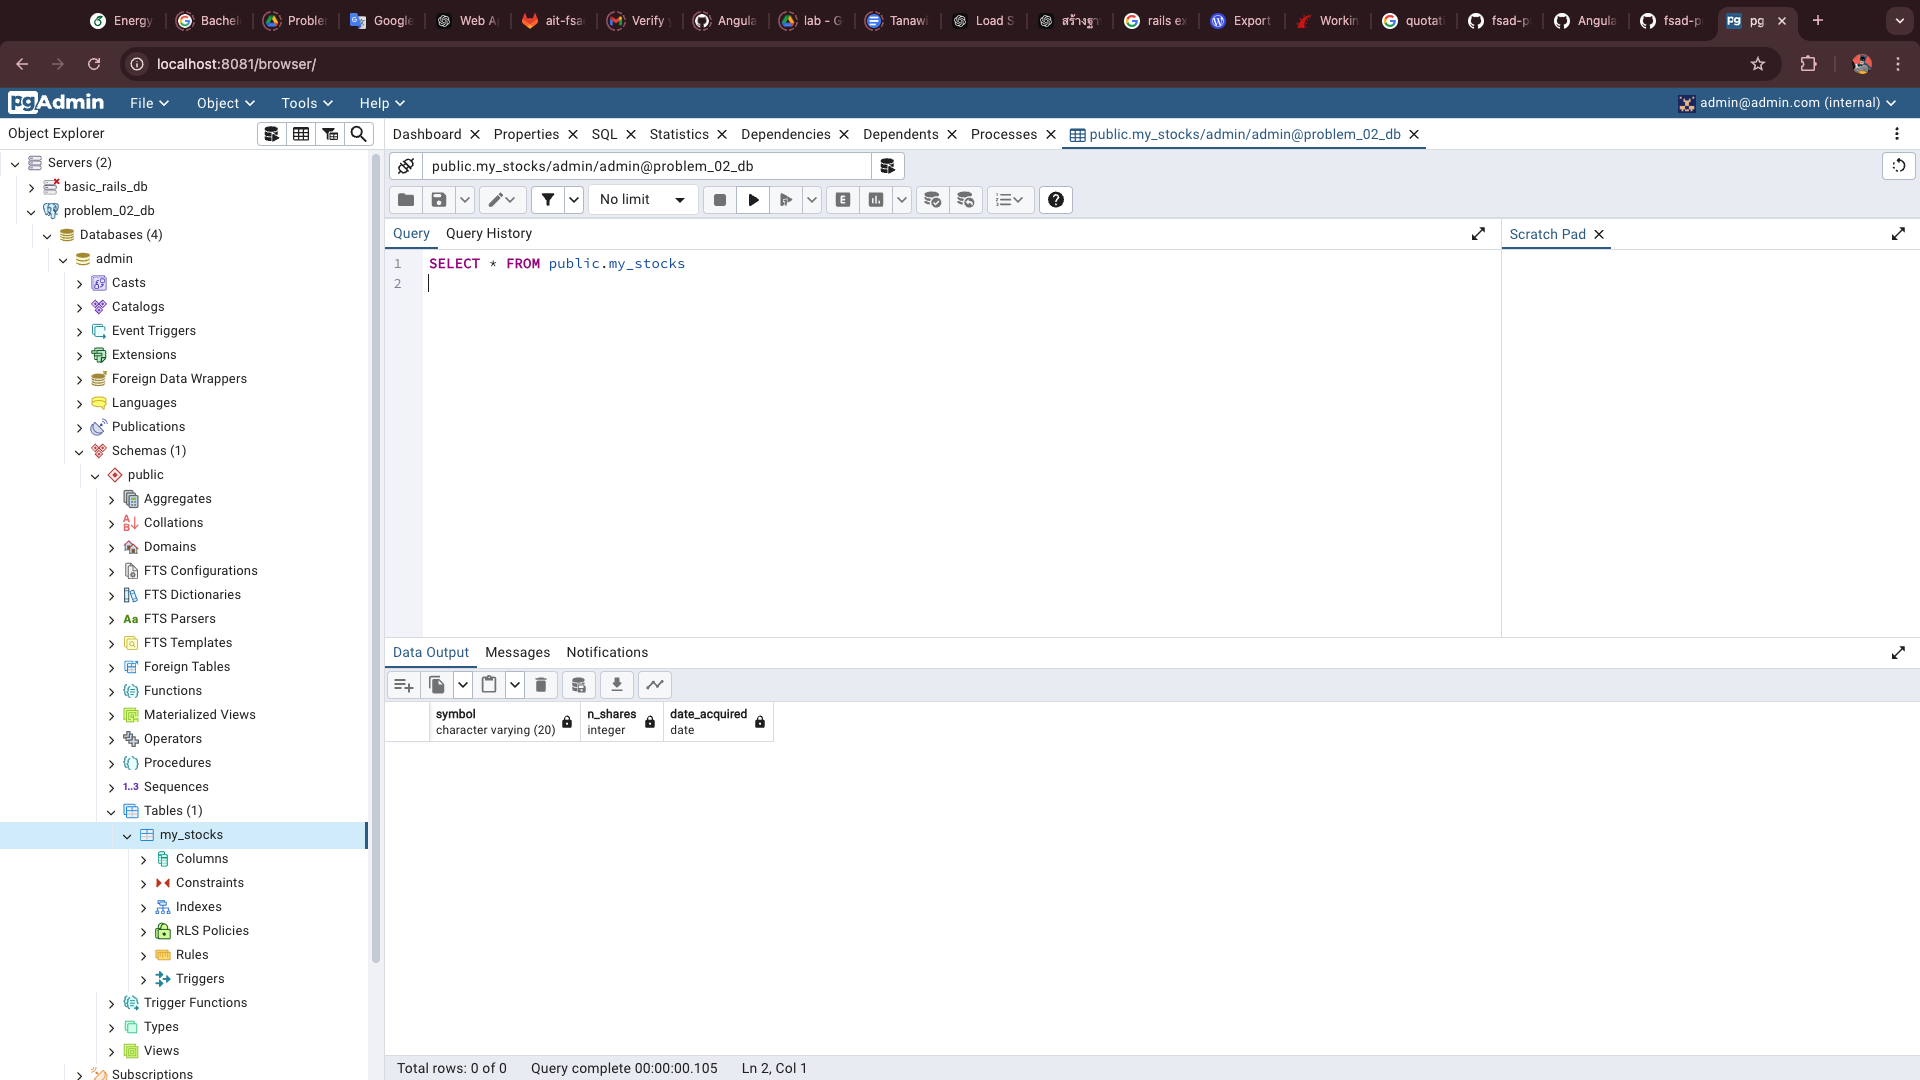 Energy
Bachel
Proble
Google
Web A
ait-fsa
Verify
Angula
lab - G
Tanawi
Load S
สร้างฐา
rails ex
Export
Workin
quotat
fsad-p
Angula
fsad-p
pg
localhost:8081/browser/
pgAdmin
File
Object
Tools
Help
admin@admin.com (internal)
Object Explorer
Dashboard
Properties
SQL
Statistics
Dependencies
Dependents
Processes
public.my_stocks/admin/admin@problem_02_db
Servers (2)
basic_rails_db
problem_02_db
Databases (4)
admin
Casts
Catalogs
Event Triggers
Extensions
Foreign Data Wrappers
Languages
Publications
Schemas (1)
public
Aggregates
Collations
Domains
FTS Configurations
FTS Dictionaries
Aa FTS Parsers
FTS Templates
Foreign Tables
Functions
Materialized Views
Operators
Procedures
1..3 Sequences
Tables (1)
my_stocks
Columns
Constraints
Indexes
RLS Policies
Rules
Triggers
Trigger Functions
Types
Views
Subscriptions
public.my_stocks/admin/admin@problem_02_db
No limit
E
Query
Query History
Scratch Pad
1 SELECT * FROM public.my_stocks
2
Data Output
Messages
Notifications
symbol
character varying (20)
n_shares
integer
date_acquired
date
Total rows: 0 of 0
Query complete 00:00:00.105
Ln 2, Col 1